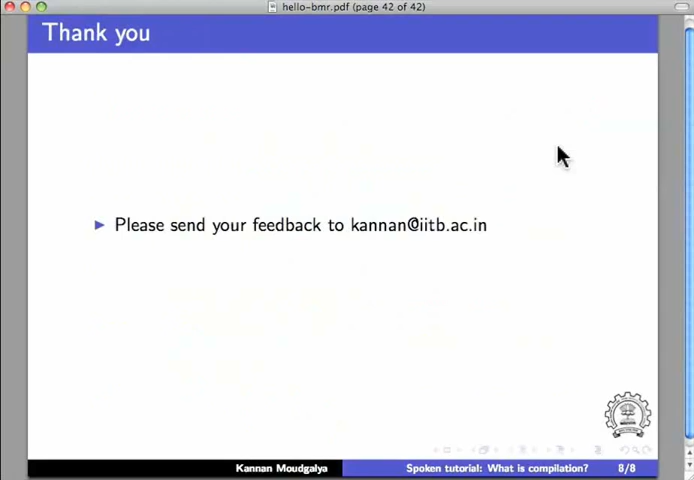 hello-bmr.pdf (page 42 of 42)
Thank you
Please send your feedback to kannan@iitb.ac.in
Kannan Moudgalya Spoken tutorial: What is compilation? 8/8